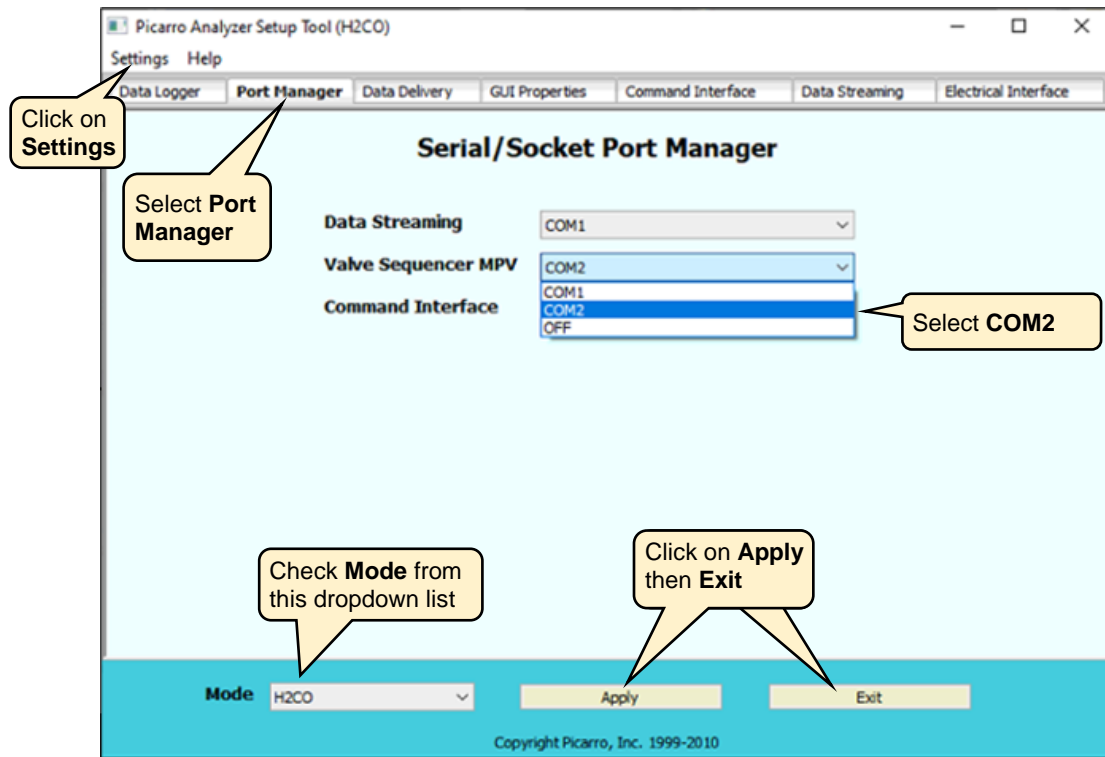 Picarro Analyzer Setup Tool (H2CO)
Settings Help
Data Logger Port Manager Data Delivery GUI Properties Command Interface Data Streaming Electrical Interface
Click on
Settings
Serial/Socket Port Manager
Select Port
Manager
Data Streaming COM1
Valve Sequencer MPV COM2
COM1
Command Interface COM2
OFF
Select COM2
Check Mode from
this dropdown list
Click on Apply
then Exit
Mode H2CO Apply Exit
Copyright Picarro, Inc. 1999-2010